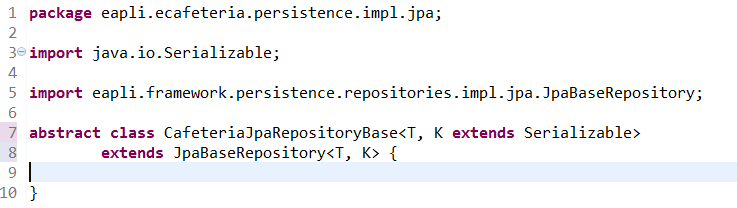 1 package eapli.ecafeteria.persistence.impl.jpa;
2
3 import java.io.Serializable;
4
5 import eapli.framework.persistence.repositories.impl.jpa.JpaBaseRepository;
6
7 abstract class CafeteriaJpaRepositoryBase<T, K extends Serializable>
8         extends JpaBaseRepository<T, K> {
9
10 }